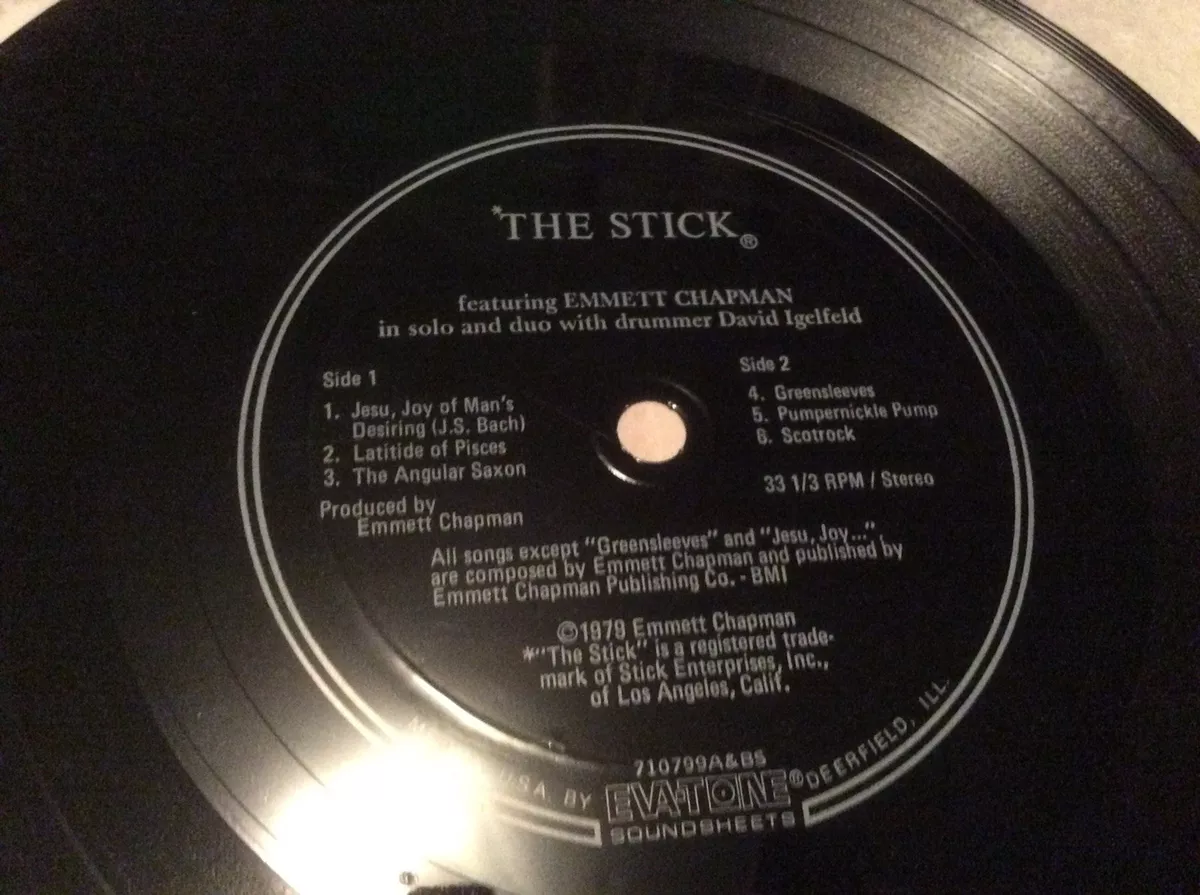 *THE STICK®
featuring EMMETT CHAPMAN
in solo and duo with drummer David Igelfeld
Side 1
1. Jesu, Joy of Man's
Desiring (J.S. Bach)
2. Latitide of Pisces
3. The Angular Saxon
Produced by
Emmett Chapman
Side 2
4. Greensleeves
5. Pumpernickle Pump
6. Scotrock
33 1/3 RPM / Stereo
All songs except "Greensleeves" and "Jesu, Joy..."
are composed by Emmett Chapman and published by
Emmett Chapman Publishing Co. - BMI
©1979 Emmett Chapman
*"The Stick" is a registered trade-
mark of Stick Enterprises, Inc.,
of Los Angeles, Calif.
710799A&BS
U.S.A. BY EVA-TONE® DEERFIELD, ILL.
SOUNDSHEETS